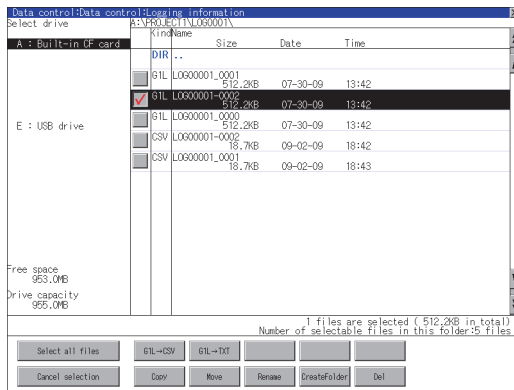 Data control:Data control:Logging information
Select drive
A:\PROJECT1\LOG00001\
A : Built-in CF card
Kind Name
Size Date Time
DIR ..
G1L LOG00001_0001
512.2KB 07-30-09 13:42
G1L LOG00001-0002
512.2KB 07-30-09 13:42
G1L LOG00001_0000
512.2KB 07-30-09 13:42
E : USB drive
CSV LOG00001-0002
18.7KB 09-02-09 18:42
CSV LOG00001_0001
18.7KB 09-02-09 18:43
Free space
953.0MB
Drive capacity
955.0MB
1 files are selected ( 512.2KB in total)
Number of selectable files in this folder:5 files
Select all files G1L→CSV G1L→TXT
Cancel selection Copy Move Rename CreateFolder Del